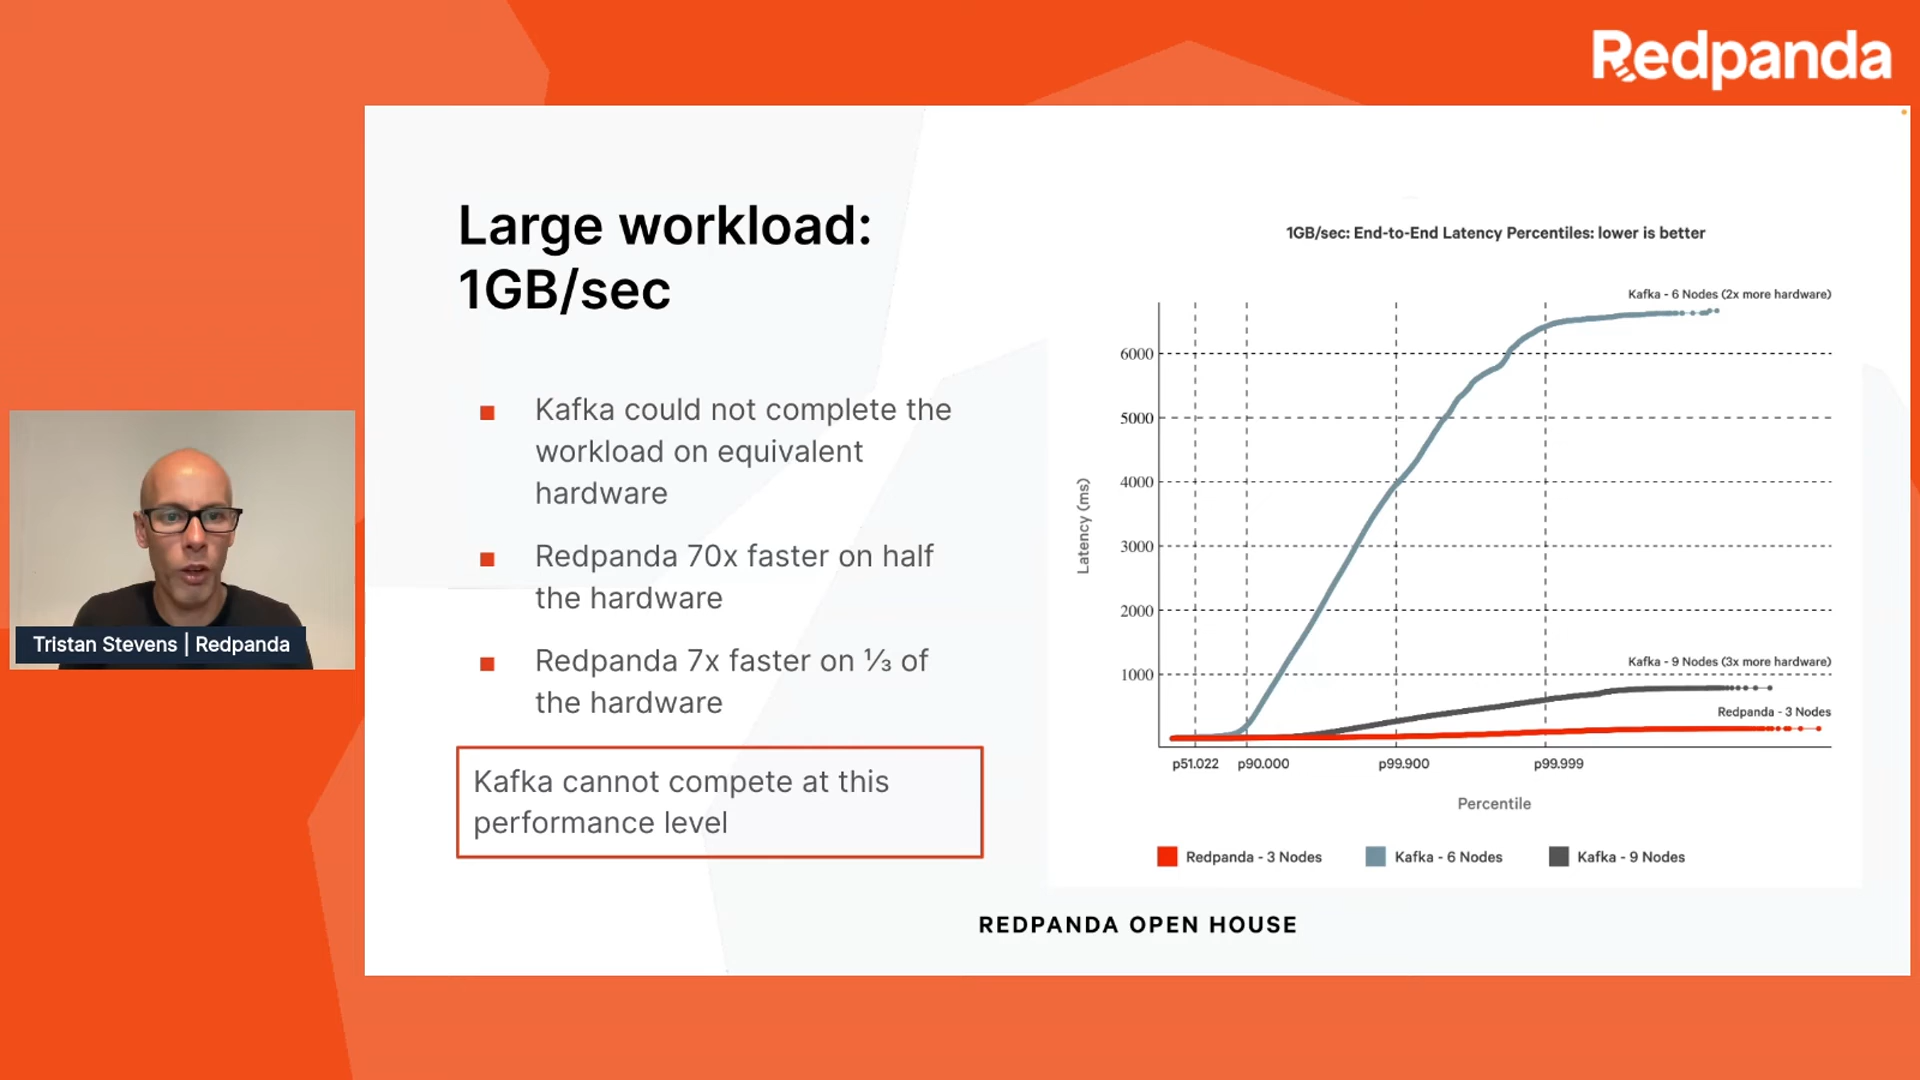 Redpanda
Large workload:
1GB/sec
Kafka could not complete the
workload on equivalent
hardware
Redpanda 70x faster on half
the hardware
Redpanda 7x faster on ⅓ of
the hardware
Kafka cannot compete at this
performance level
1GB/sec: End-to-End Latency Percentiles: lower is better
Kafka - 6 Nodes (2x more hardware)
6000
5000
4000
3000
2000
1000
Latency (ms)
Kafka - 9 Nodes (3x more hardware)
Redpanda - 3 Nodes
p51.022 p90.000 p99.900 p99.999
Percentile
Redpanda - 3 Nodes Kafka - 6 Nodes Kafka - 9 Nodes
REDPANDA OPEN HOUSE
Tristan Stevens | Redpanda